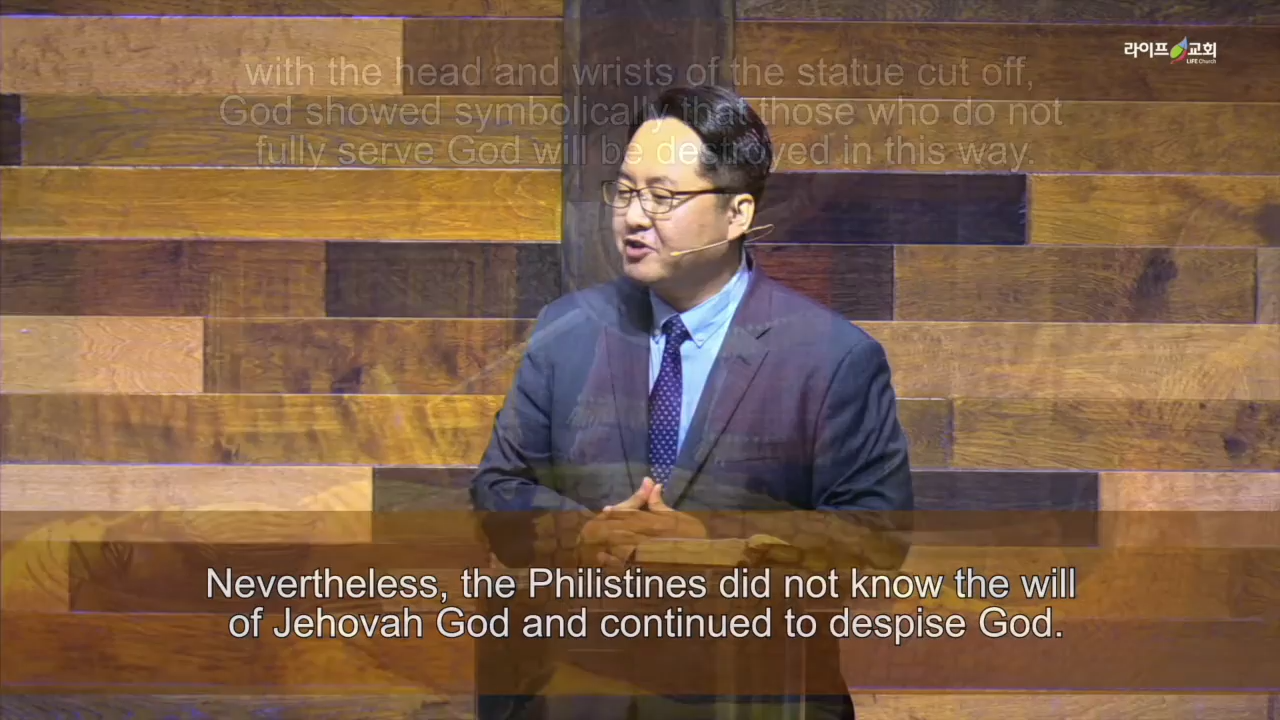 라이프 교회
LIFE Church
with the head and wrists of the statue cut off,
God showed symbolically that those who do not
fully serve God will be destroyed in this way.
Nevertheless, the Philistines did not know the will
of Jehovah God and continued to despise God.